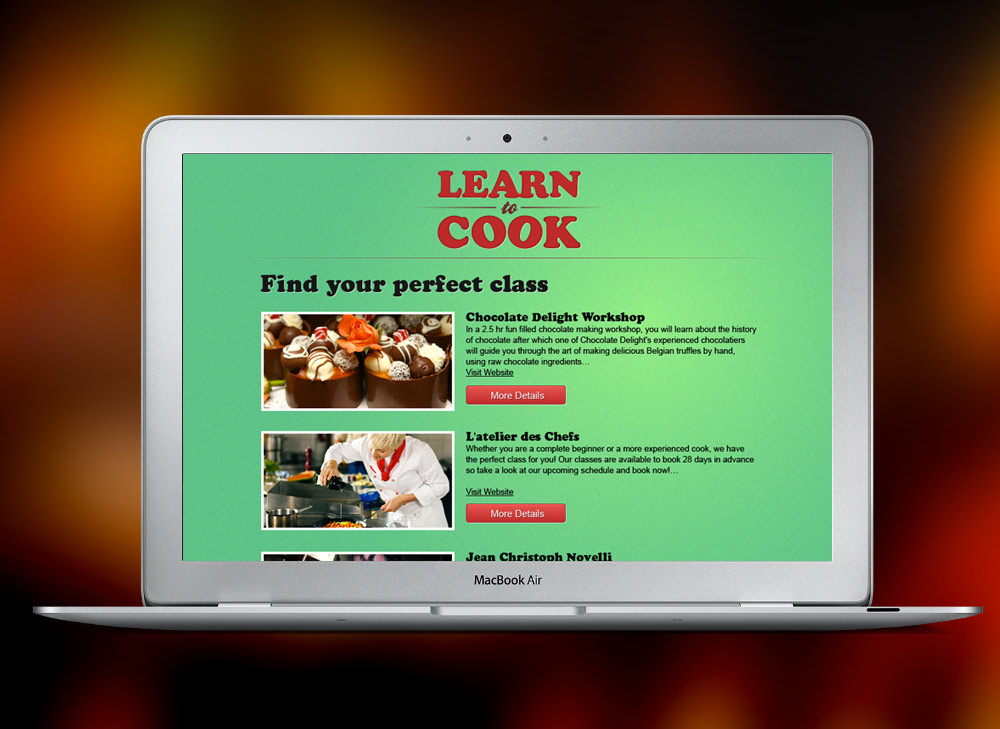 LEARN
to
COOK
Find your perfect class
Chocolate Delight Workshop
In a 2.5 hr fun filled chocolate making workshop, you will learn about the history
of chocolate after which one of Chocolate Delight's experienced chocolatiers
will guide you through the art of making delicious Belgian truffles by hand,
using raw chocolate ingredients…
Visit Website
More Details
L'atelier des Chefs
Whether you are a complete beginner or a more experienced cook, we have
the perfect class for you! Our classes are available to book 28 days in advance
so take a look at our upcoming schedule and book now!…
Visit Website
More Details
Jean Christoph Novelli
MacBook Air